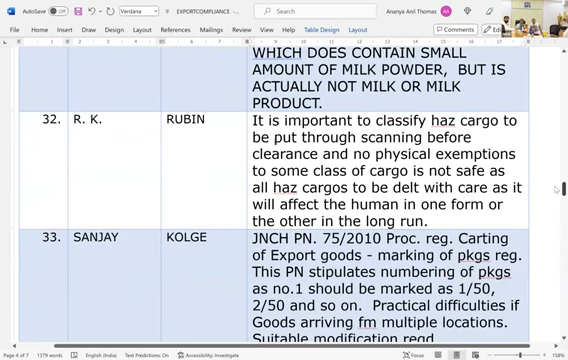 AutoSave Off
Verdana
EXPORTCOMPLIANCE
Search
Ananya Anil Thomas
AA
File Home Insert Draw Design Layout References Mailings Review View Help Table Design Layout
Comments
WHICH DOES CONTAIN SMALL
AMOUNT OF MILK POWDER, BUT IS
ACTUALLY NOT MILK OR MILK
PRODUCT.
32. R. K. RUBIN
It is important to classify haz cargo to
be put through scanning before
clearance and no physical exemptions
to some class of cargo is not safe as
all haz cargos to be delt with care as it
will affect the human in one form or
the other in the long run.
33. SANJAY KOLGE
JNCH PN. 75/2010 Proc. reg. Carting
of Export goods - marking of pkgs reg.
This PN stipulates numbering of pkgs
as no.1 should be marked as 1/50,
2/50 and so on. Practical difficulties if
Goods arriving fm multiple locations.
Suitable modification reqd
Page 4 of 7 1379 words English (India) Text Predictions: On Accessibility: Investigate Focus 158%